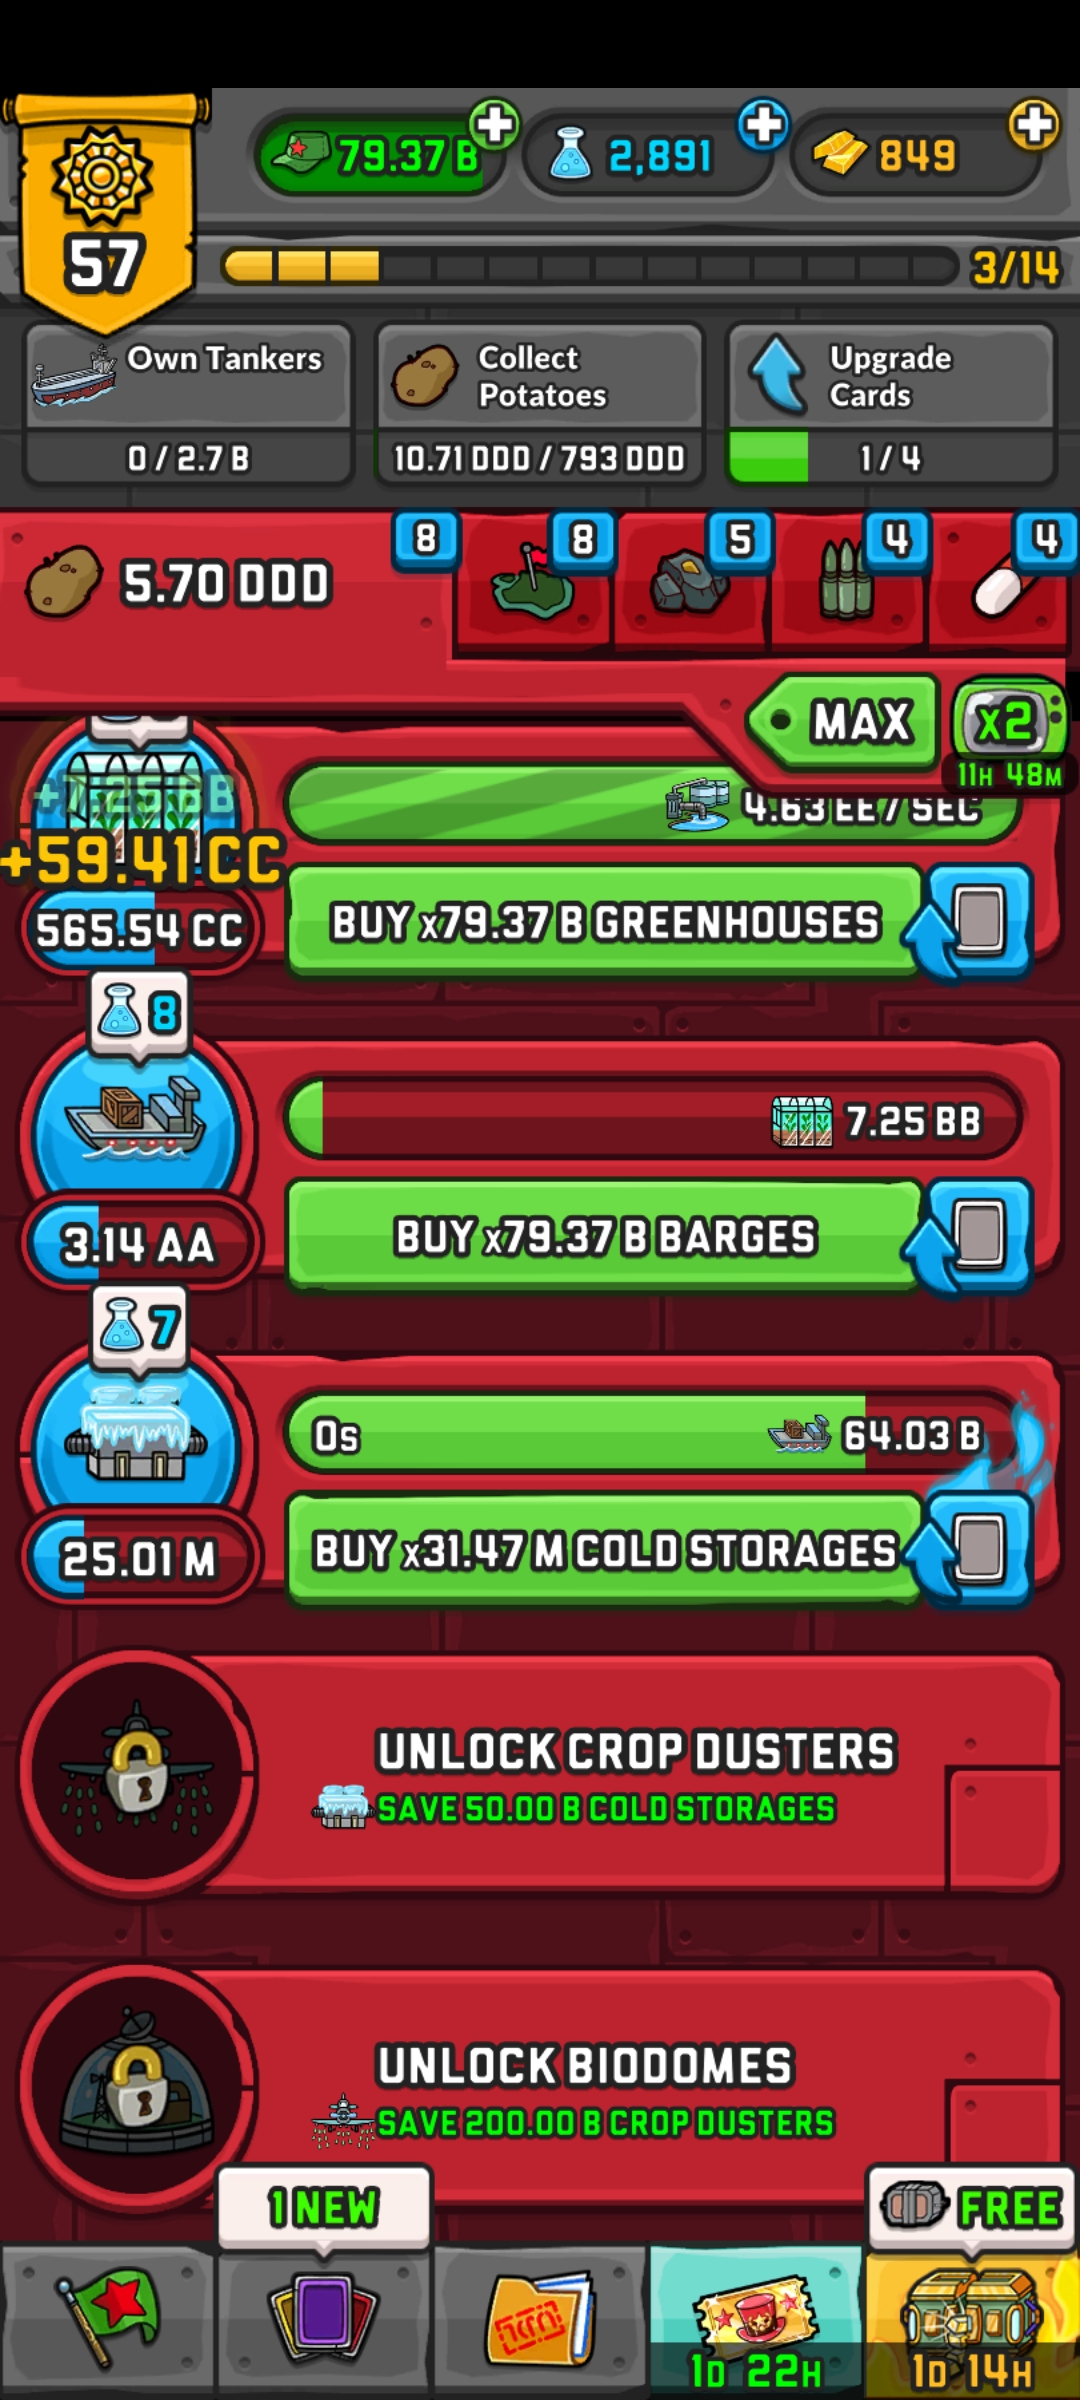 57
79.37 B
2,891
849
3/14
Own Tankers
0 / 2.7 B
Collect
Potatoes
10.71 DDD / 793 DDD
Upgrade
Cards
1 / 4
5.70 DDD
8
8
5
4
4
MAX
x2
11H 48M
+7.25 BB
+59.41 CC
565.54 CC
4.63 EE / SEC
BUY x79.37 B GREENHOUSES
8
3.14 AA
7.25 BB
BUY x79.37 B BARGES
7
25.01 M
0s
64.03 B
BUY x31.47 M COLD STORAGES
UNLOCK CROP DUSTERS
SAVE 50.00 B COLD STORAGES
UNLOCK BIODOMES
SAVE 200.00 B CROP DUSTERS
1 NEW
FREE
1D 22H
1D 14H